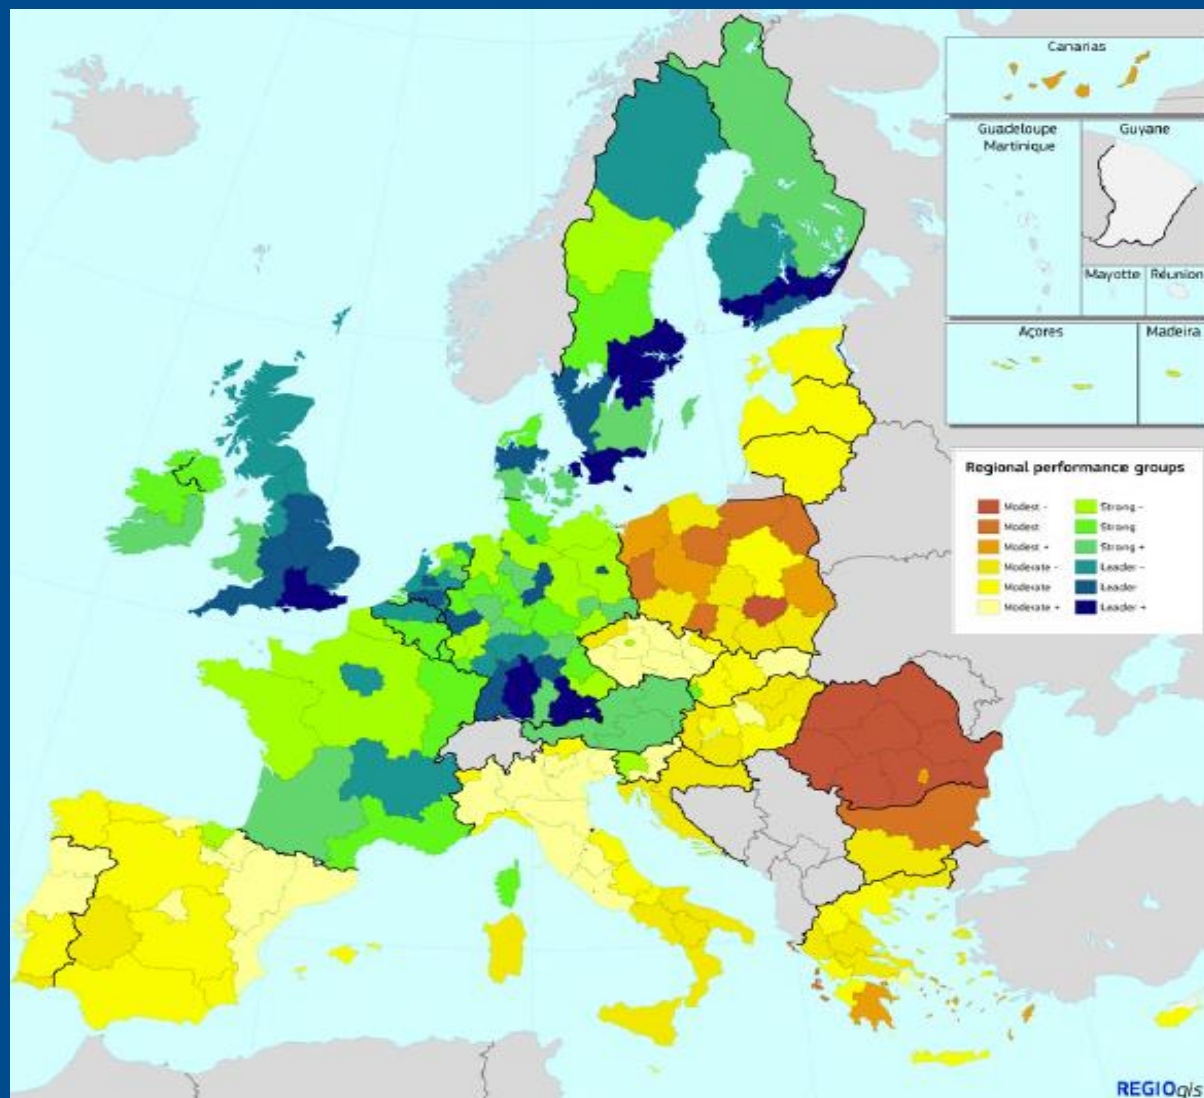 Canarias
Guadeloupe
Martinique
Guyane
Mayotte
Réunion
Açores
Madeira
Regional performance groups
Modest -
Strong -
Modest
Strong
Modest +
Strong +
Moderate -
Leader -
Moderate
Leader
Moderate +
Leader +
REGIOgis